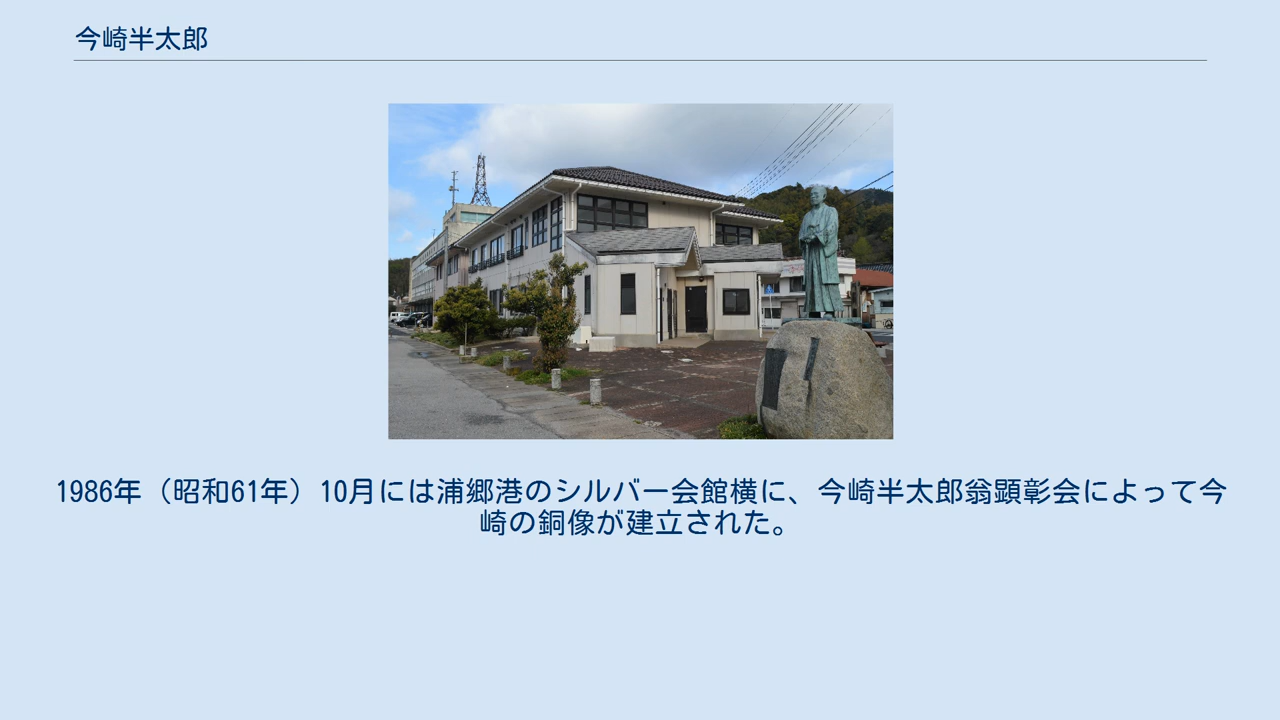 今崎半太郎
1986年（昭和61年）10月には浦郷港のシルバー会館横に、今崎半太郎翁顕彰会によって今
崎の銅像が建立された。